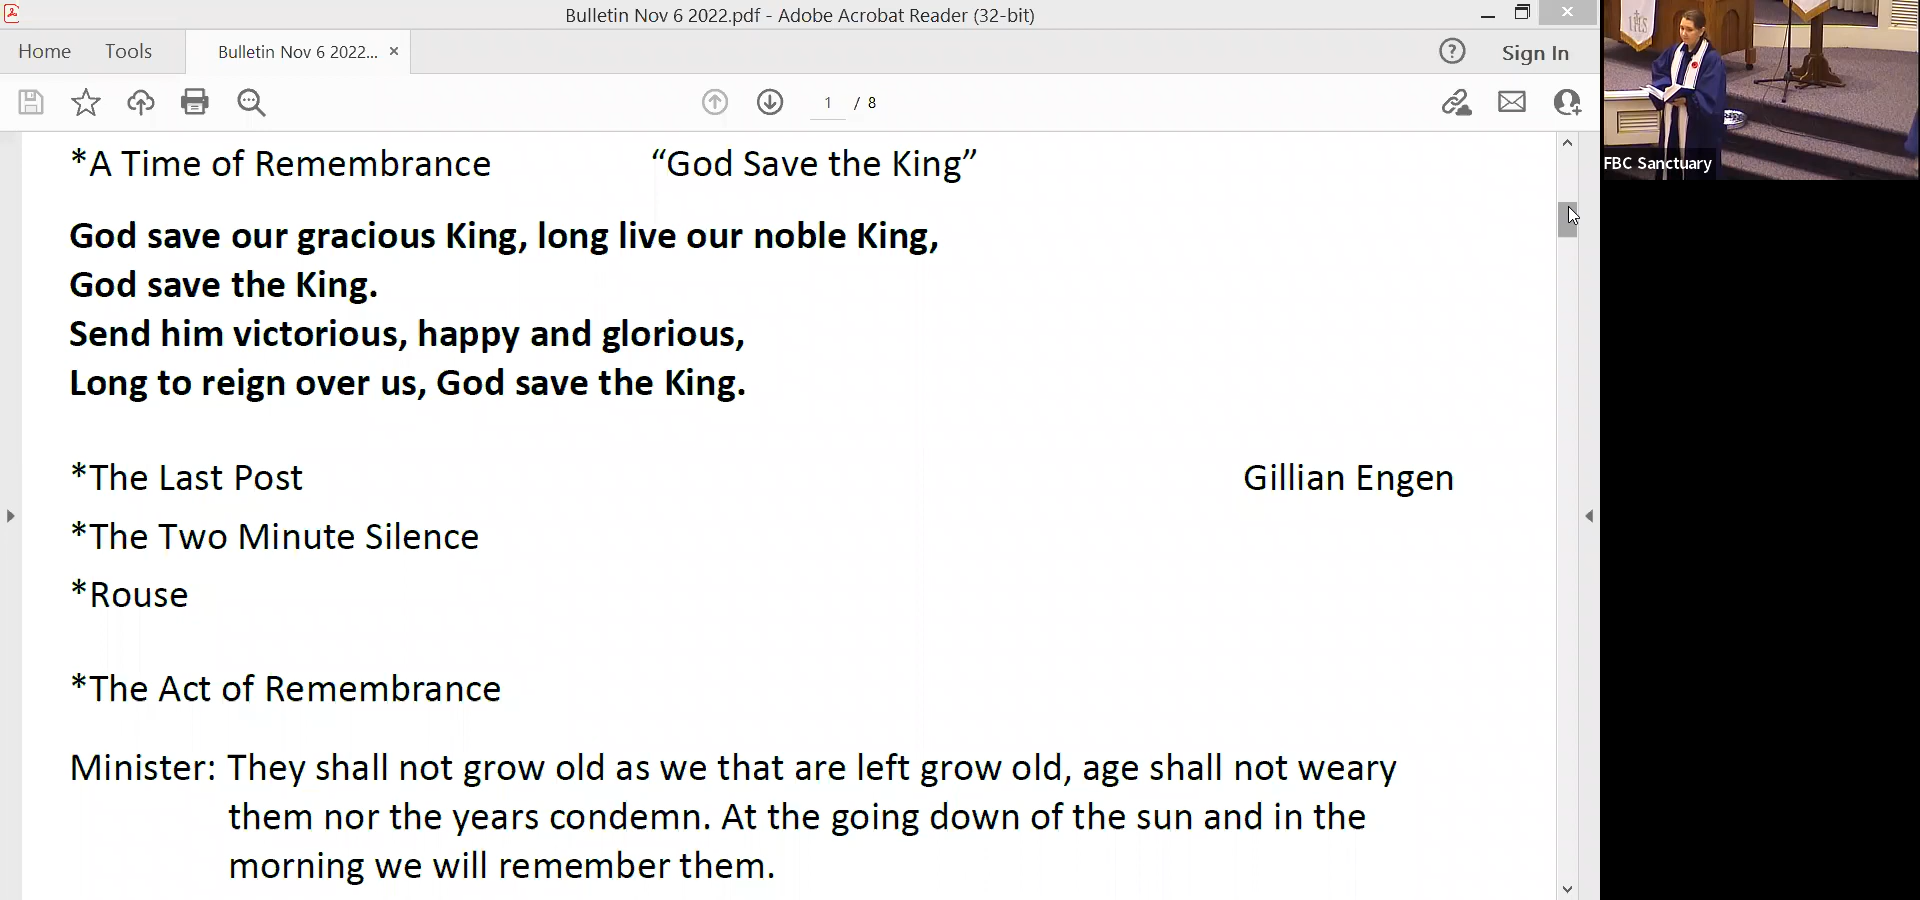 Bulletin Nov 6 2022.pdf - Adobe Acrobat Reader (32-bit)
Home Tools Bulletin Nov 6 2022... × Sign In
1 / 8
*A Time of Remembrance “God Save the King”
God save our gracious King, long live our noble King,
God save the King.
Send him victorious, happy and glorious,
Long to reign over us, God save the King.
*The Last Post Gillian Engen
*The Two Minute Silence
*Rouse
*The Act of Remembrance
Minister: They shall not grow old as we that are left grow old, age shall not weary
them nor the years condemn. At the going down of the sun and in the
morning we will remember them.
IHS
FBC Sanctuary